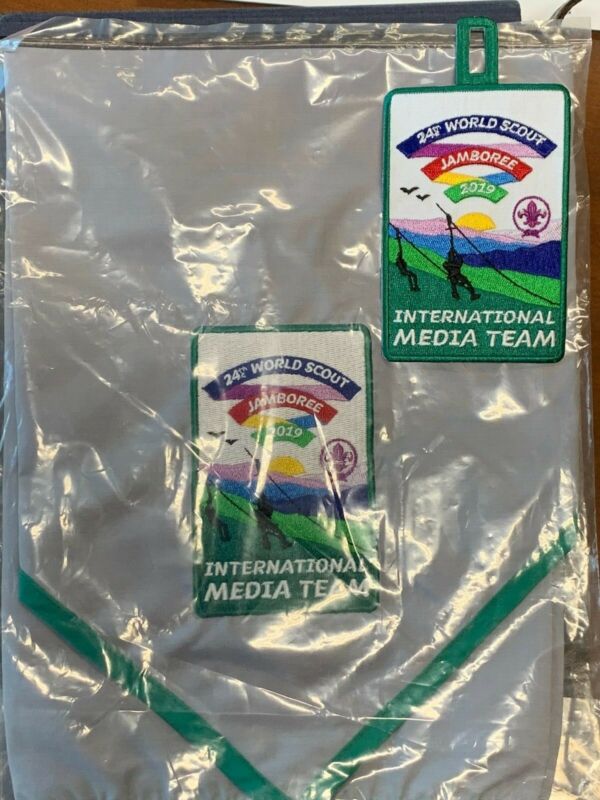 24TH WORLD SCOUT
JAMBOREE
2019
INTERNATIONAL
MEDIA TEAM
24TH WORLD SCOUT
JAMBOREE
2019
INTERNATIONAL
MEDIA TEAM